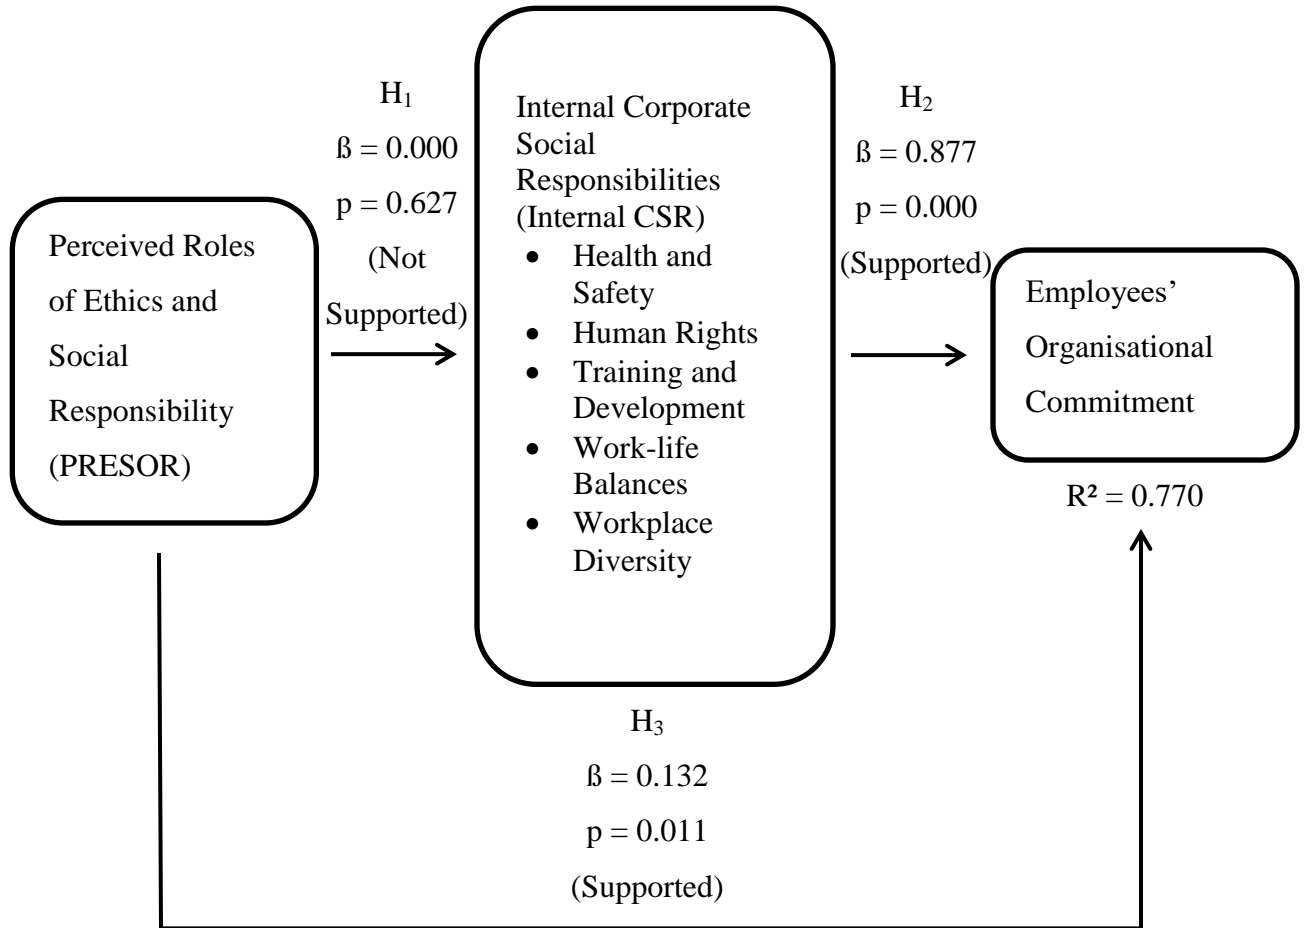 H₁
ß = 0.000
p = 0.627
(Not
Supported)
Perceived Roles
of Ethics and
Social
Responsibility
(PRESOR)
Internal Corporate
Social
Responsibilities
(Internal CSR)
• Health and
Safety
• Human Rights
• Training and
Development
• Work-life
Balances
• Workplace
Diversity
H₂
ß = 0.877
p = 0.000
(Supported)
Employees’
Organisational
Commitment
R² = 0.770
H₃
ß = 0.132
p = 0.011
(Supported)